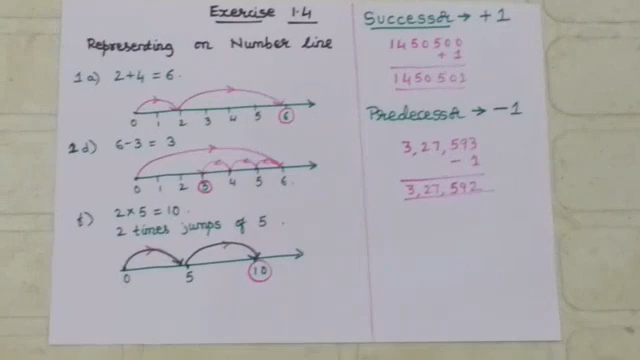 Exercise 1.4
Representing on Number line
1 a) 2+4 = 6.
0 1 2 3 4 5 6
2 d) 6-3 = 3
0 1 2 3 4 5 6
f) 2×5 = 10.
2 times jumps of 5.
0 5 10
Successor → +1
1450500
+ 1
1450501
Predecessor → -1
3,27,593
- 1
3,27,592